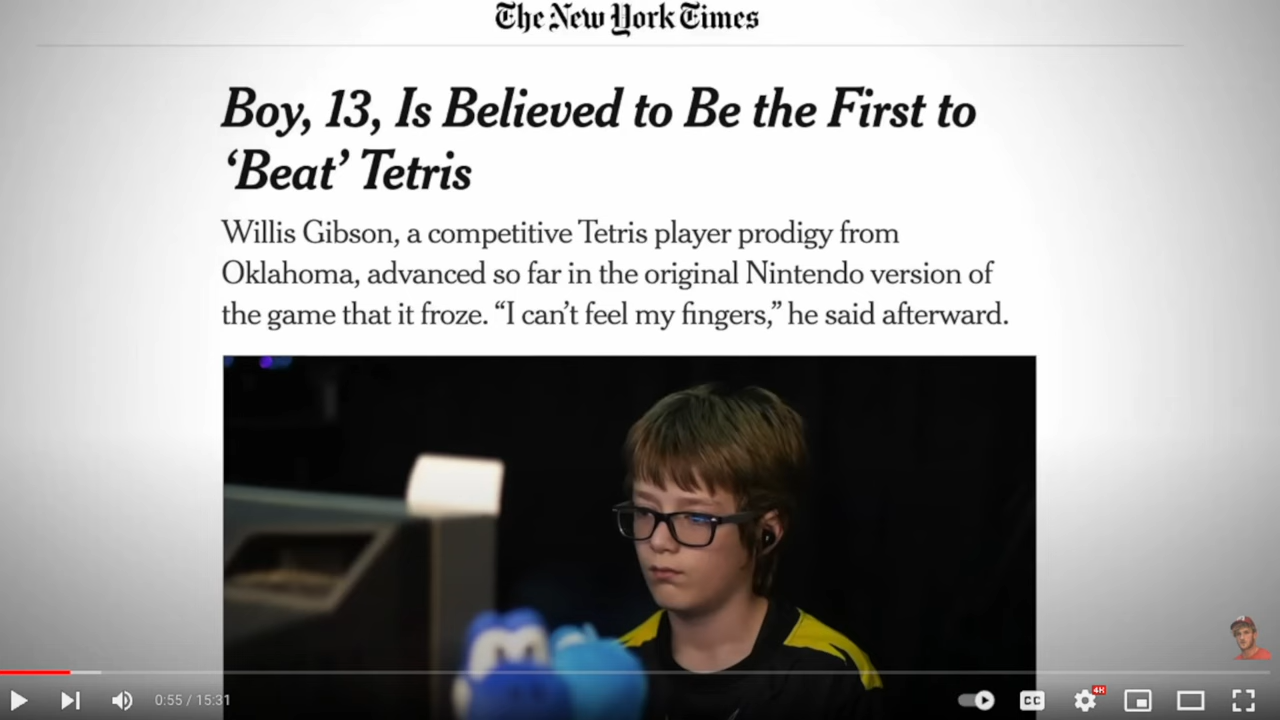 The New York Times
Boy, 13, Is Believed to Be the First to
‘Beat’ Tetris
Willis Gibson, a competitive Tetris player prodigy from
Oklahoma, advanced so far in the original Nintendo version of
the game that it froze. “I can’t feel my fingers,” he said afterward.
0:55 / 15:31
CC
4K